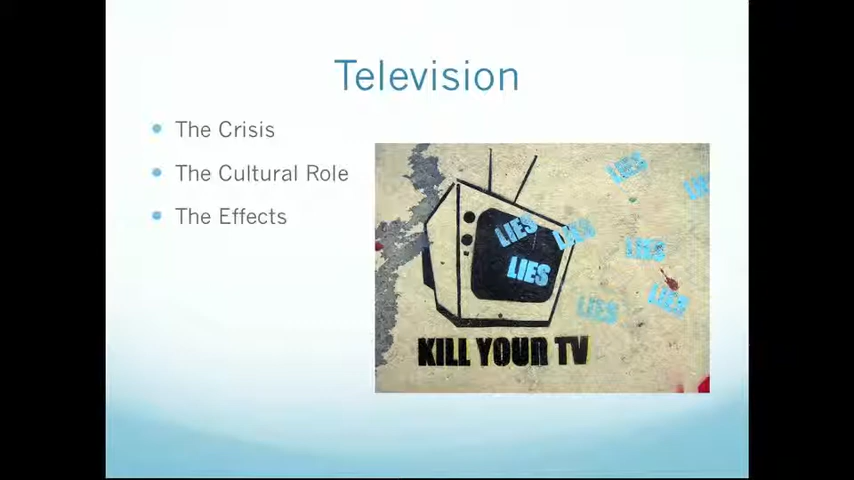 Television
The Crisis
The Cultural Role
The Effects
LIES
LIES
LIES
LIES
LIES
LIES
LIES
LIES
KILL YOUR TV